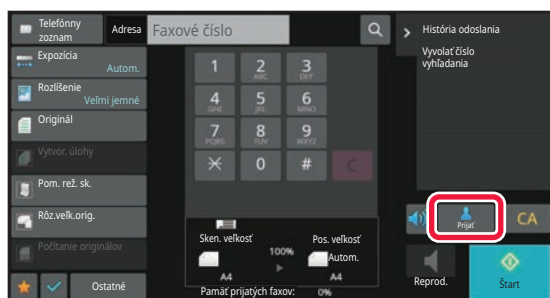 Telefónny
zoznam
Adresa
Faxové číslo
História odoslania
Vyvolať číslo
vyhľadania
Expozícia
Autom.
Rozlíšenie
Veľmi jemné
Originál
Vytvor. úlohy
Pom. rež. sk.
Rôz.veľk.orig.
Počítanie originálov
Ostatné
1
2
ABC
3
DEF
4
GHI
5
JKL
6
MNO
7
PQRS
8
TUV
9
WXYZ
0
#
C
Sken. veľkosť
100%
Pos. veľkosť
Autom.
A4
A4
Pamäť prijatých faxov: 0%
Prijať
CA
Reprod.
Štart